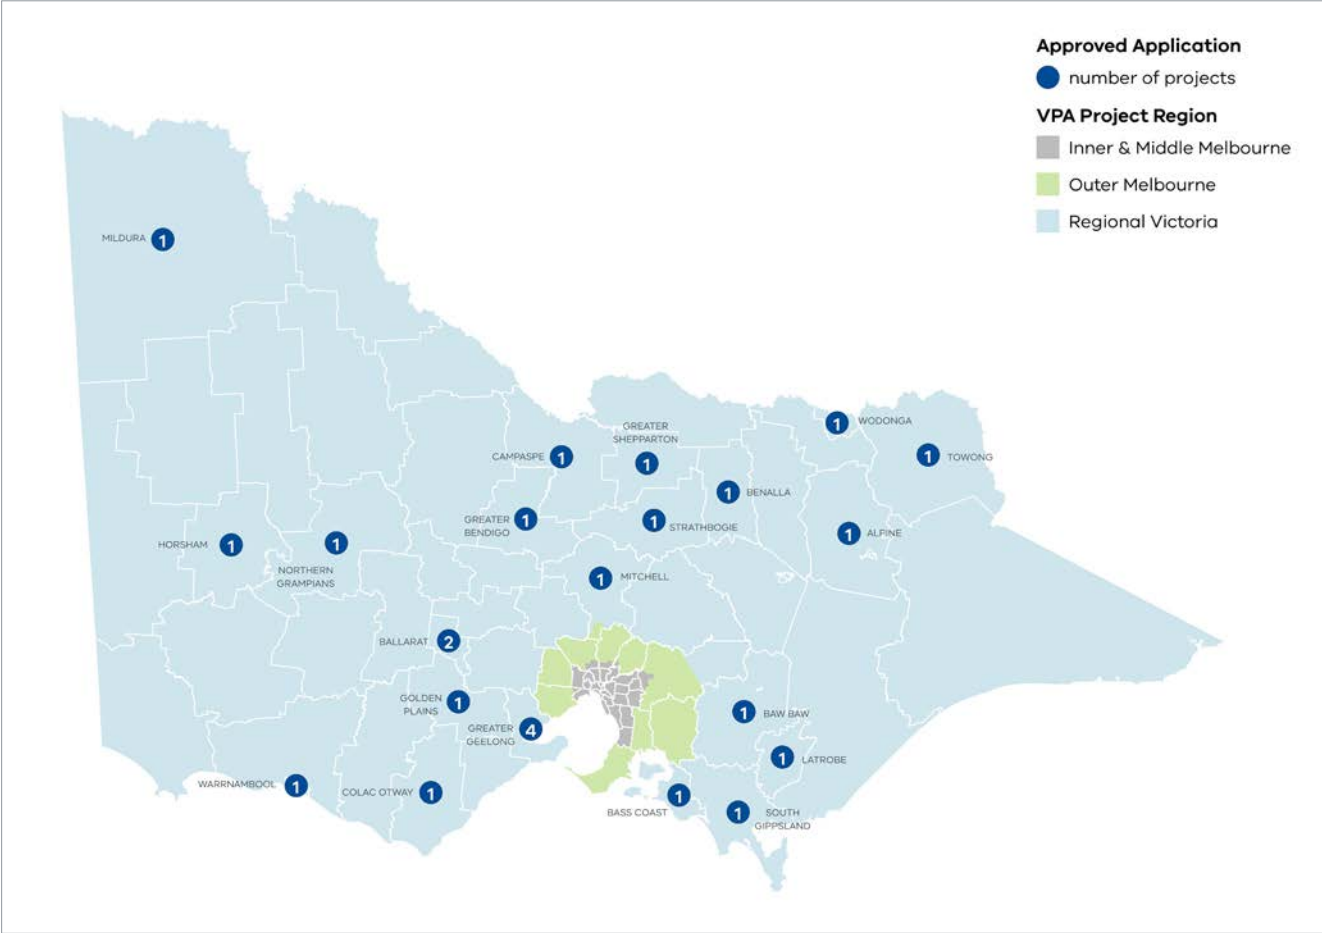 Approved Application
number of projects
VPA Project Region
Inner & Middle Melbourne
Outer Melbourne
Regional Victoria
MILDURA 1
1 WODONGA
GREATER
SHEPPARTON
1
CAMPASPE 1
1 TOWONG
1 BENALLA
GREATER
BENDIGO
1
1 STRATHBOGIE
1 ALPINE
HORSHAM 1
1
NORTHERN
GRAMPIANS
1 MITCHELL
BALLARAT 2
GOLDEN
PLAINS
1
GREATER
GEELONG
4
1 BAW BAW
1 LATROBE
WARRNAMBOOL 1
COLAC OTWAY 1
1
BASS COAST
1
SOUTH
GIPPSLAND